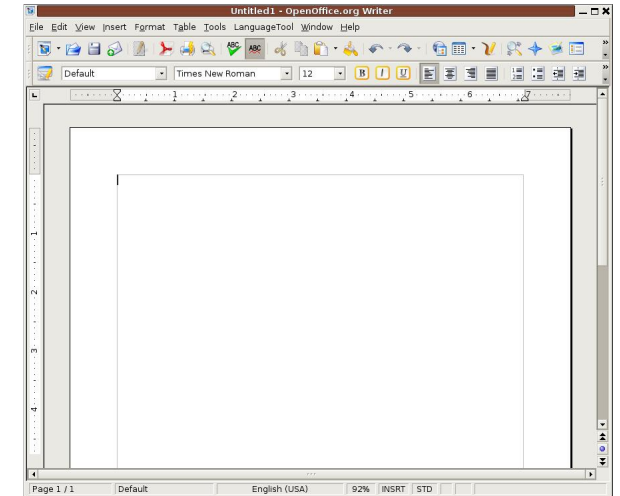 Untitled1 - OpenOffice.org Writer
File Edit View Insert Format Table Tools LanguageTool Window Help
ABC ABC
Default Times New Roman 12 B I U
1 2 3 4 5 6 7
1
2
3
4
Page 1 / 1 Default English (USA) 92% INSRT STD